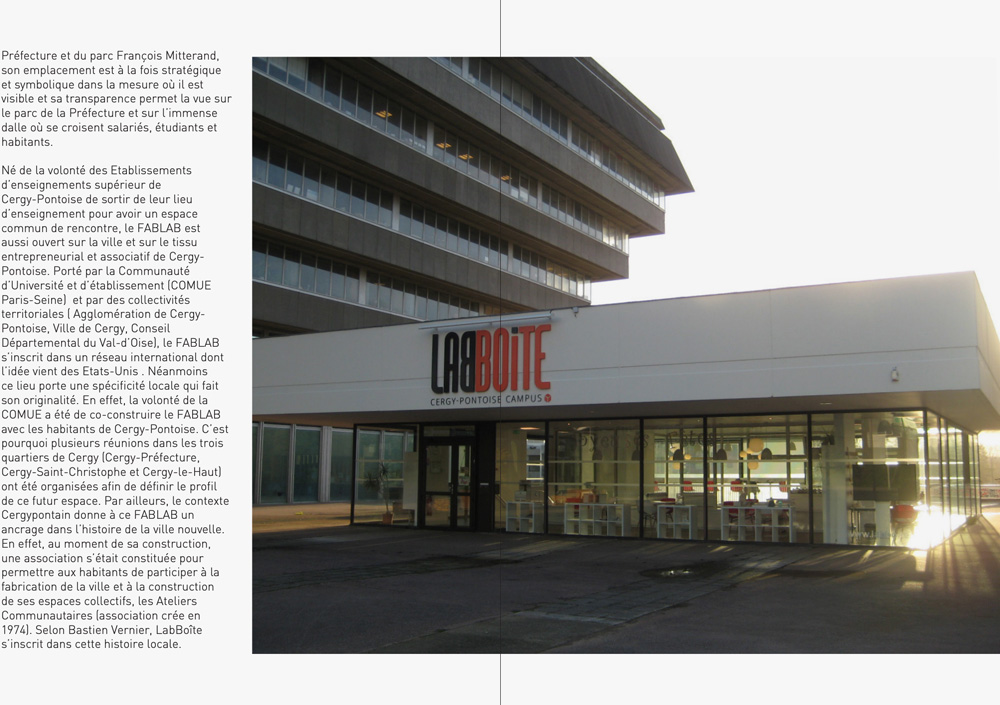 Préfecture et du parc François Mitterand,
son emplacement est à la fois stratégique
et symbolique dans la mesure où il est
visible et sa transparence permet la vue sur
le parc de la Préfecture et sur l'immense
dalle où se croisent salariés, étudiants et
habitants.
Né de la volonté des Etablissements
d'enseignements supérieur de
Cergy-Pontoise de sortir de leur lieu
d'enseignement pour avoir un espace
commun de rencontre, le FABLAB est
aussi ouvert sur la ville et sur le tissu
entrepreneurial et associatif de Cergy-
Pontoise. Porté par la Communauté
d'Université et d'établissement (COMUE
Paris-Seine) et par des collectivités
territoriales ( Agglomération de Cergy-
Pontoise, Ville de Cergy, Conseil
Départemental du Val-d'Oise), le FABLAB
s'inscrit dans un réseau international dont
l'idée vient des Etats-Unis . Néanmoins
ce lieu porte une spécificité locale qui fait
son originalité. En effet, la volonté de la
COMUE a été de co-construire le FABLAB
avec les habitants de Cergy-Pontoise. C'est
pourquoi plusieurs réunions dans les trois
quartiers de Cergy (Cergy-Préfecture,
Cergy-Saint-Christophe et Cergy-le-Haut)
ont été organisées afin de définir le profil
de ce futur espace. Par ailleurs, le contexte
Cergypontain donne à ce FABLAB un
ancrage dans l'histoire de la ville nouvelle.
En effet, au moment de sa construction,
une association s'était constituée pour
permettre aux habitants de participer à la
fabrication de la ville et à la construction
de ses espaces collectifs, les Ateliers
Communautaires (association crée en
1974). Selon Bastien Vernier, LabBoîte
s'inscrit dans cette histoire locale.
LABBOiTE
CERGY-PONTOISE CAMPUS